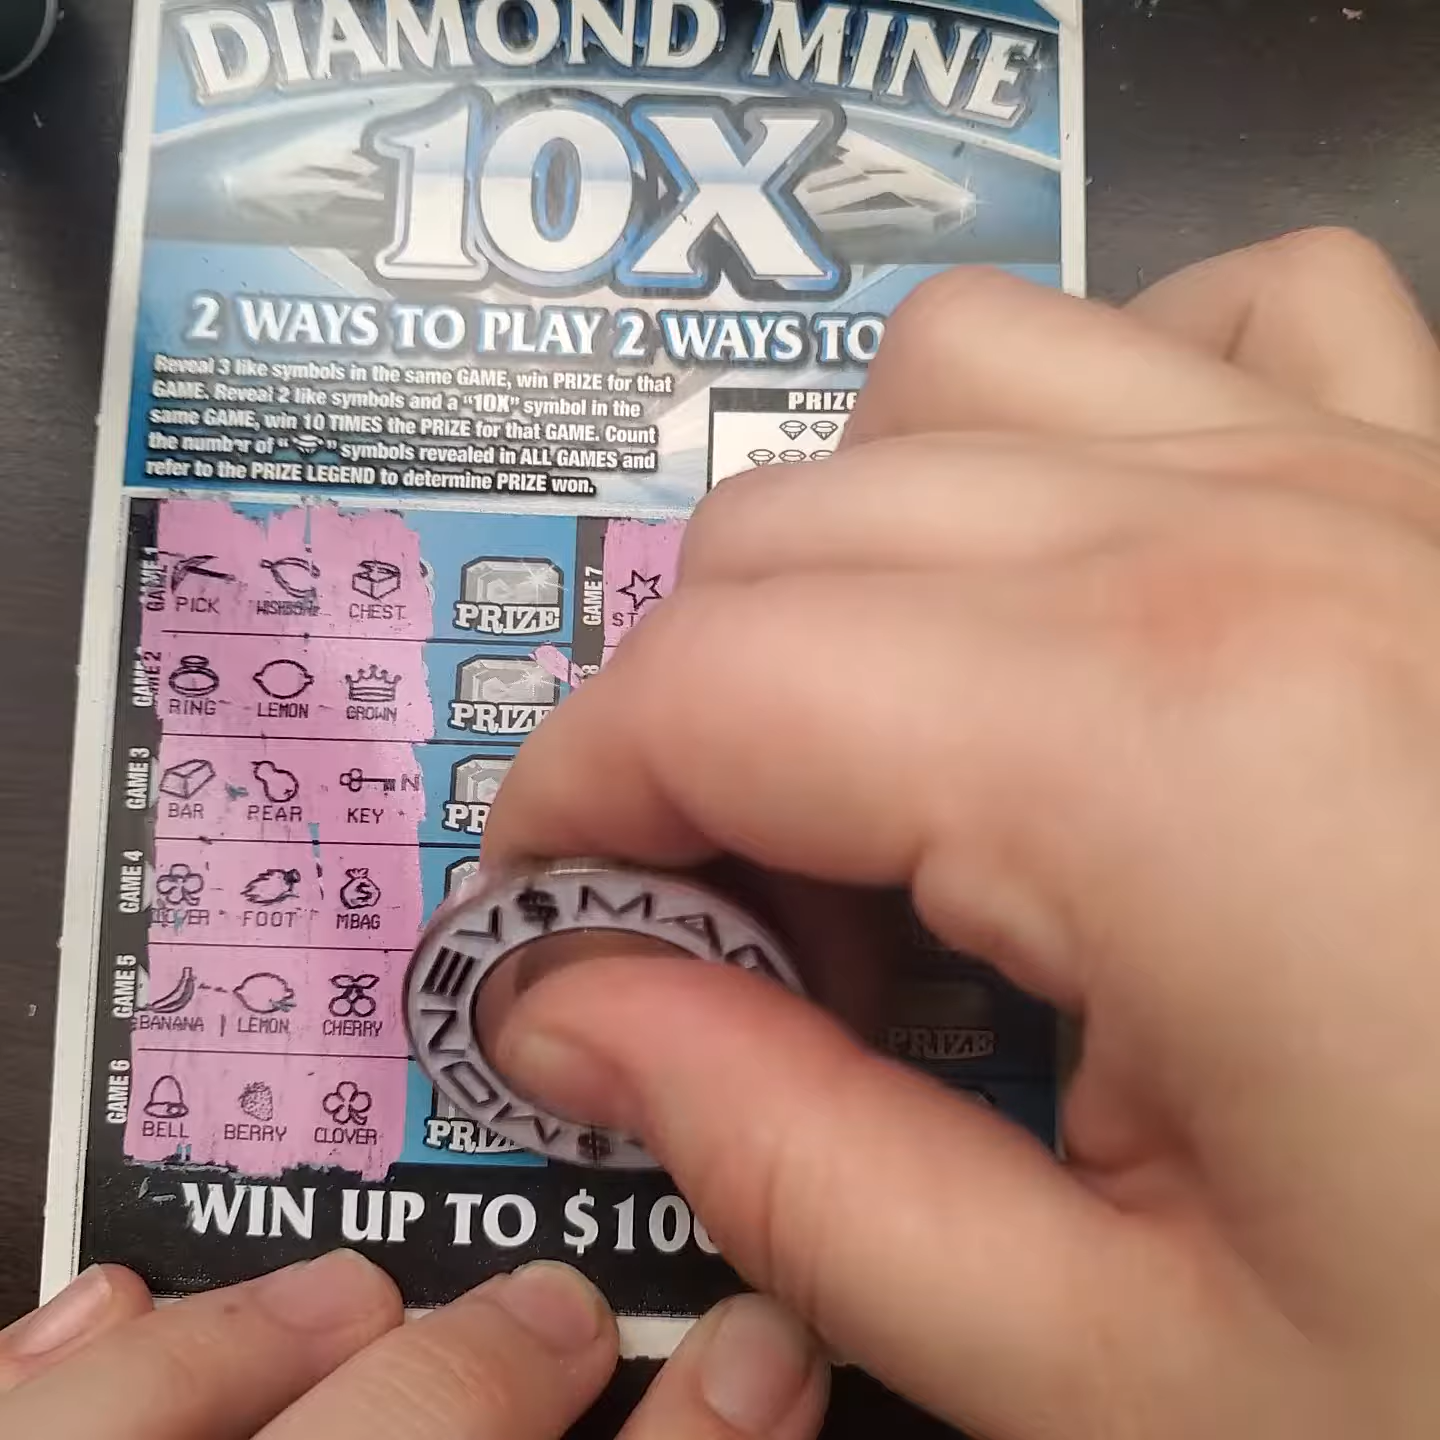 DIAMOND MINE
10X
2 WAYS TO PLAY 2 WAYS TO
Reveal 3 like symbols in the same GAME, win PRIZE for that
GAME. Reveal 2 like symbols and a "10X" symbol in the
same GAME, win 10 TIMES the PRIZE for that GAME. Count
the number of " " symbols revealed in ALL GAMES and
refer to the PRIZE LEGEND to determine PRIZE won.
PRIZE
GAME 1
PICK WISHBONE CHEST
PRIZE
GAME 7
GAME 2
RING LEMON CROWN
PRIZE
8
GAME 3
BAR PEAR KEY
GAME 4
CLOVER FOOT MBAG
GAME 5
BANANA LEMON CHERRY
PRIZE
GAME 6
BELL BERRY CLOVER
MONEY $ MAN
WIN UP TO $100